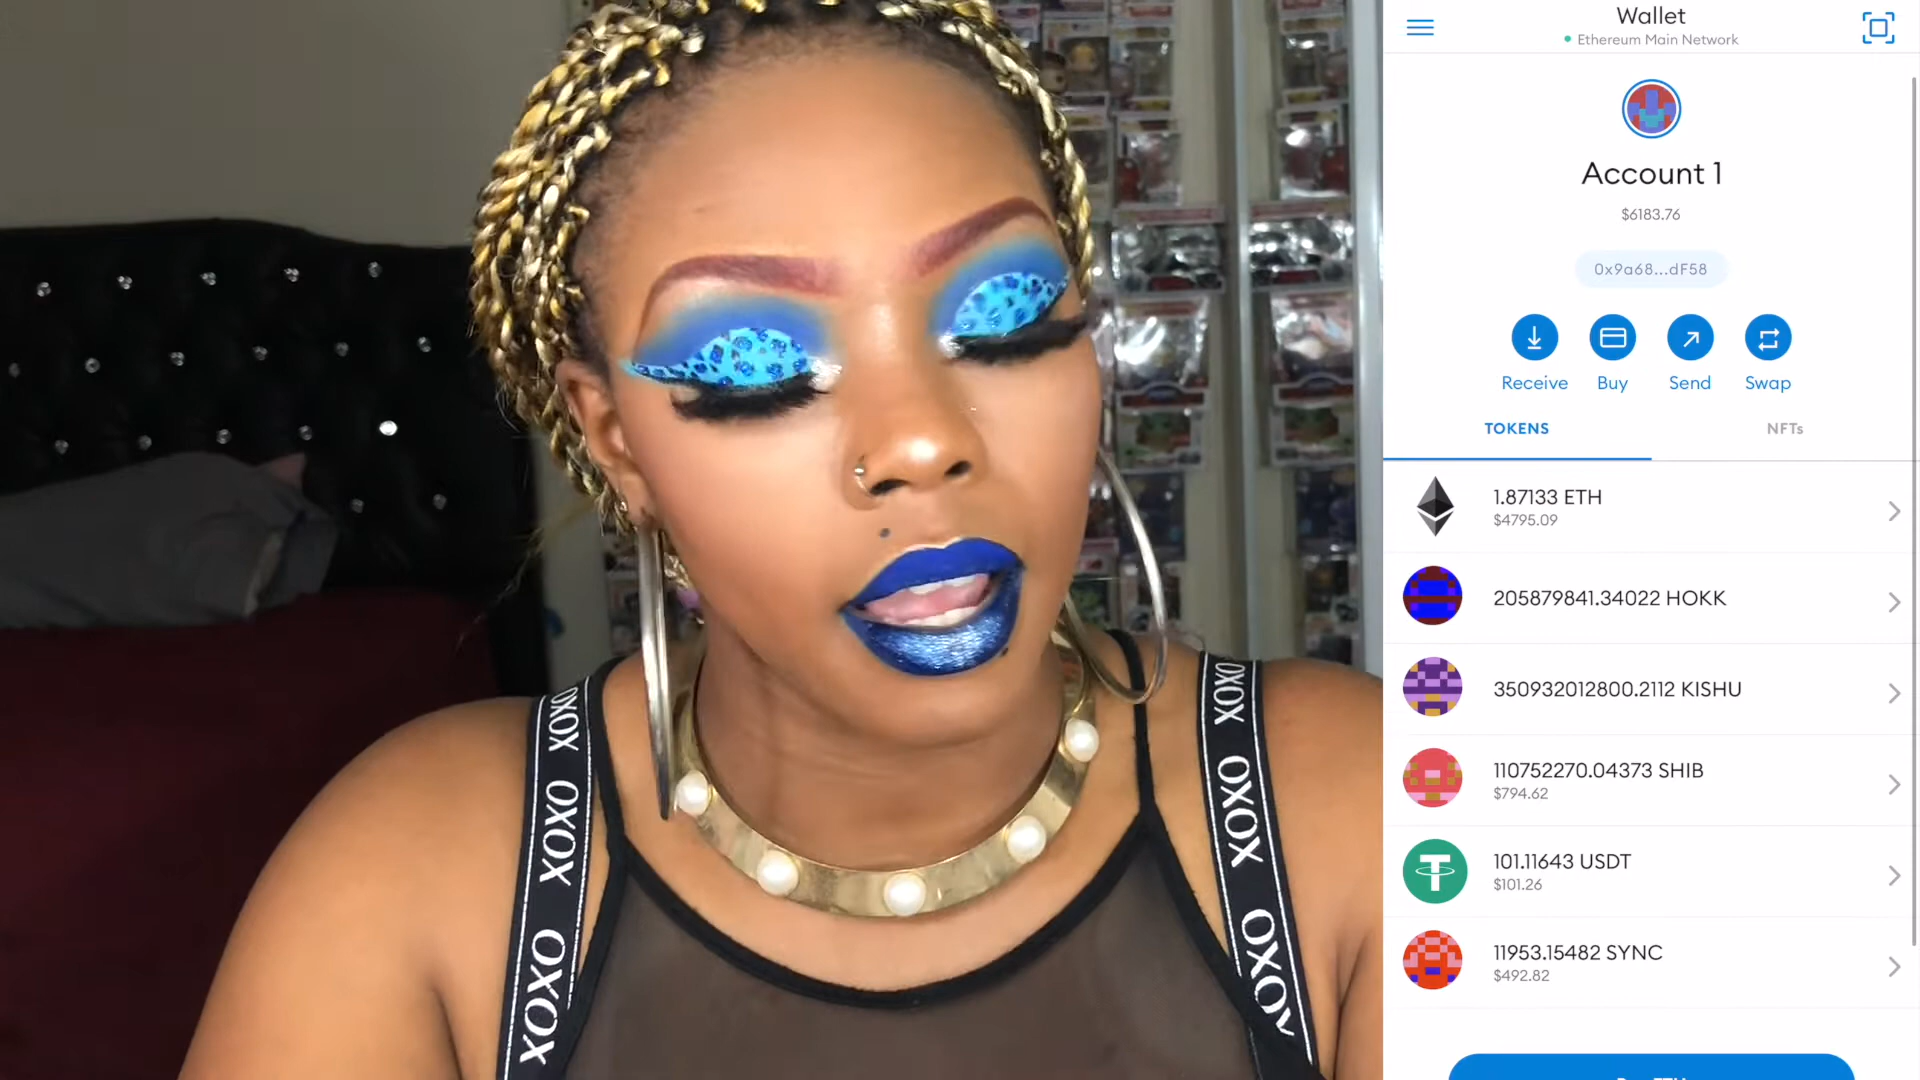 Wallet
Ethereum Main Network
Account 1
$6183.76
0x9a68...dF58
Receive Buy Send Swap
TOKENS NFTs
1.87133 ETH
$4795.09
205879841.34022 HOKK
350932012800.2112 KISHU
110752270.04373 SHIB
$794.62
101.11643 USDT
$101.26
11953.15482 SYNC
$492.82
XOXO
XOXO
XOXO
XOXO
XOXO
XOXO